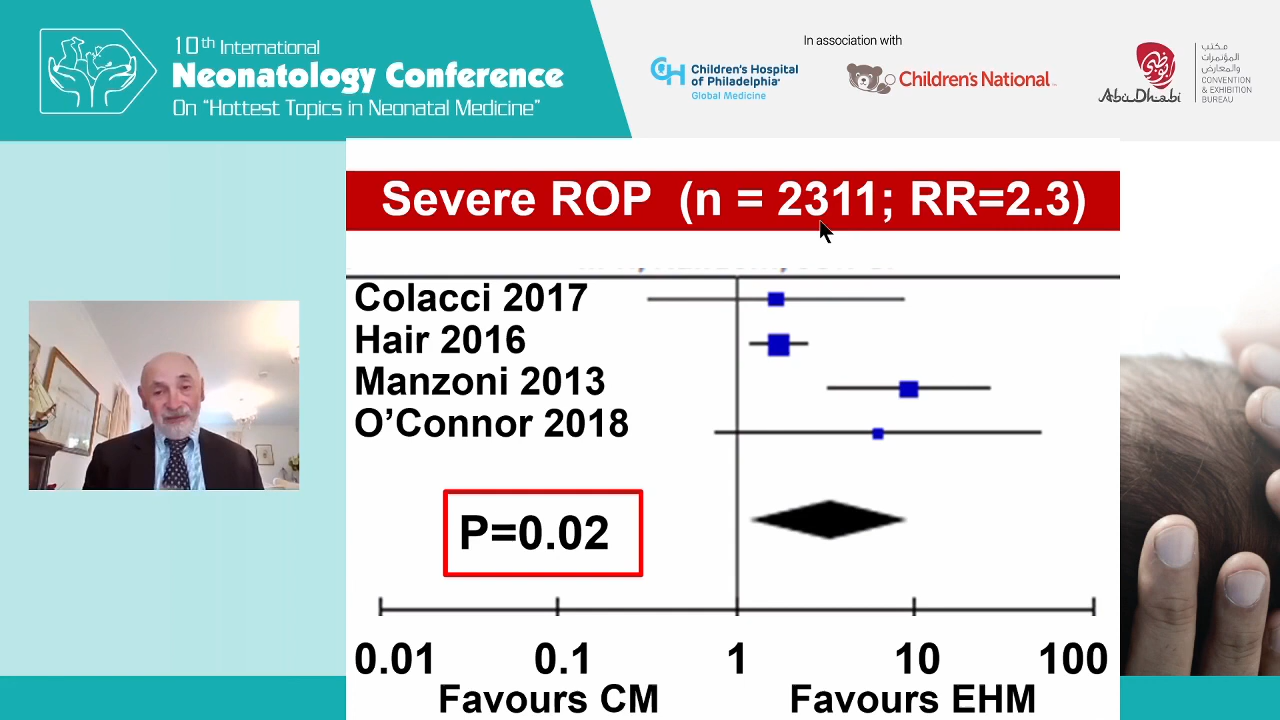 10th International
Neonatology Conference
On "Hottest Topics in Neonatal Medicine"
In association with
CH Children's Hospital
of Philadelphia
Global Medicine
Children's National
أبوظبي
Abu Dhabi
مكتب
المؤتمرات
والمعارض
CONVENTION
& EXHIBITION
BUREAU
Severe ROP (n = 2311; RR=2.3)
Colacci 2017
Hair 2016
Manzoni 2013
O’Connor 2018
P=0.02
0.01 0.1 1 10 100
Favours CM Favours EHM